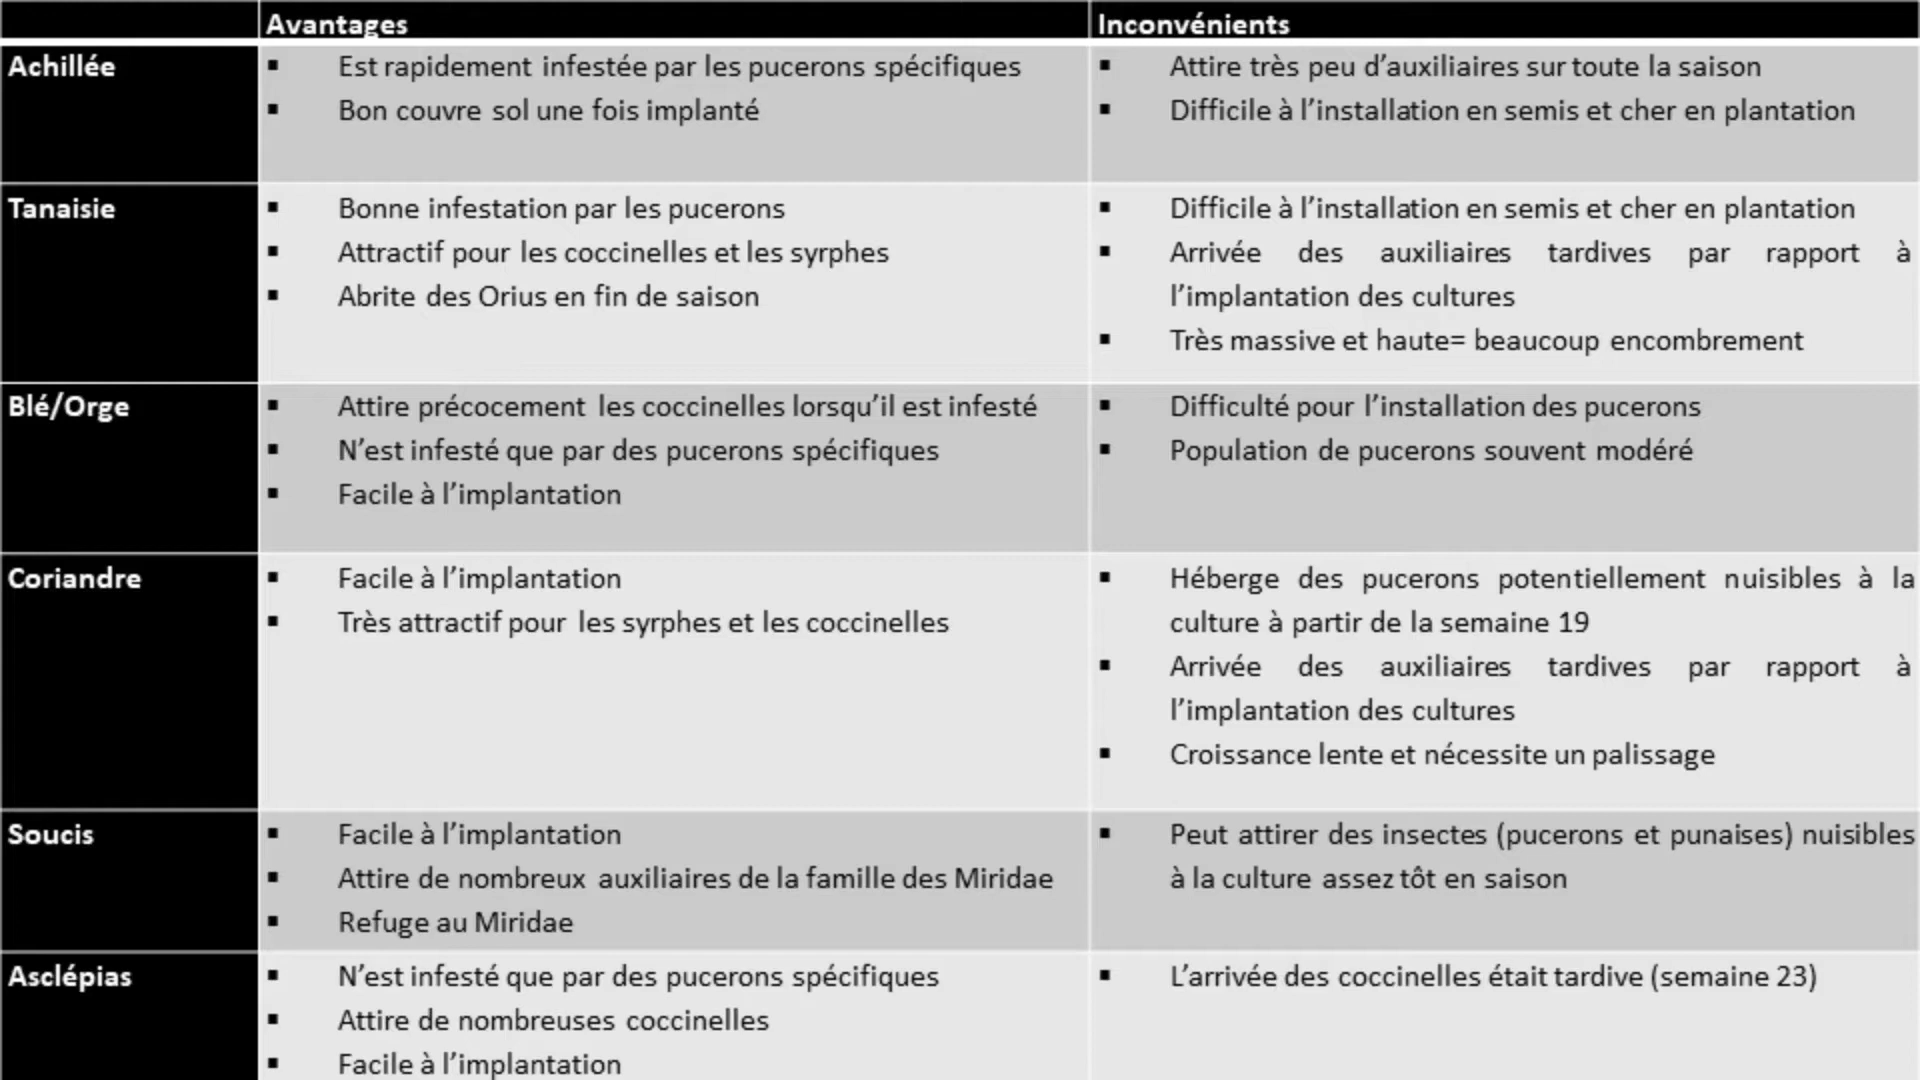 Avantages Inconvénients
Achillée
▪ Est rapidement infestée par les pucerons spécifiques
▪ Bon couvre sol une fois implanté
▪ Attire très peu d’auxiliaires sur toute la saison
▪ Difficile à l’installation en semis et cher en plantation
Tanaisie
▪ Bonne infestation par les pucerons
▪ Attractif pour les coccinelles et les syrphes
▪ Abrite des Orius en fin de saison
▪ Difficile à l’installation en semis et cher en plantation
▪ Arrivée des auxiliaires tardives par rapport à
l’implantation des cultures
▪ Très massive et haute= beaucoup encombrement
Blé/Orge
▪ Attire précocement les coccinelles lorsqu’il est infesté
▪ N’est infesté que par des pucerons spécifiques
▪ Facile à l’implantation
▪ Difficulté pour l’installation des pucerons
▪ Population de pucerons souvent modéré
Coriandre
▪ Facile à l’implantation
▪ Très attractif pour les syrphes et les coccinelles
▪ Héberge des pucerons potentiellement nuisibles à la
culture à partir de la semaine 19
▪ Arrivée des auxiliaires tardives par rapport à
l’implantation des cultures
▪ Croissance lente et nécessite un palissage
Soucis
▪ Facile à l’implantation
▪ Attire de nombreux auxiliaires de la famille des Miridae
▪ Refuge au Miridae
▪ Peut attirer des insectes (pucerons et punaises) nuisibles
à la culture assez tôt en saison
Asclépias
▪ N’est infesté que par des pucerons spécifiques
▪ Attire de nombreuses coccinelles
▪ Facile à l’implantation
▪ L’arrivée des coccinelles était tardive (semaine 23)